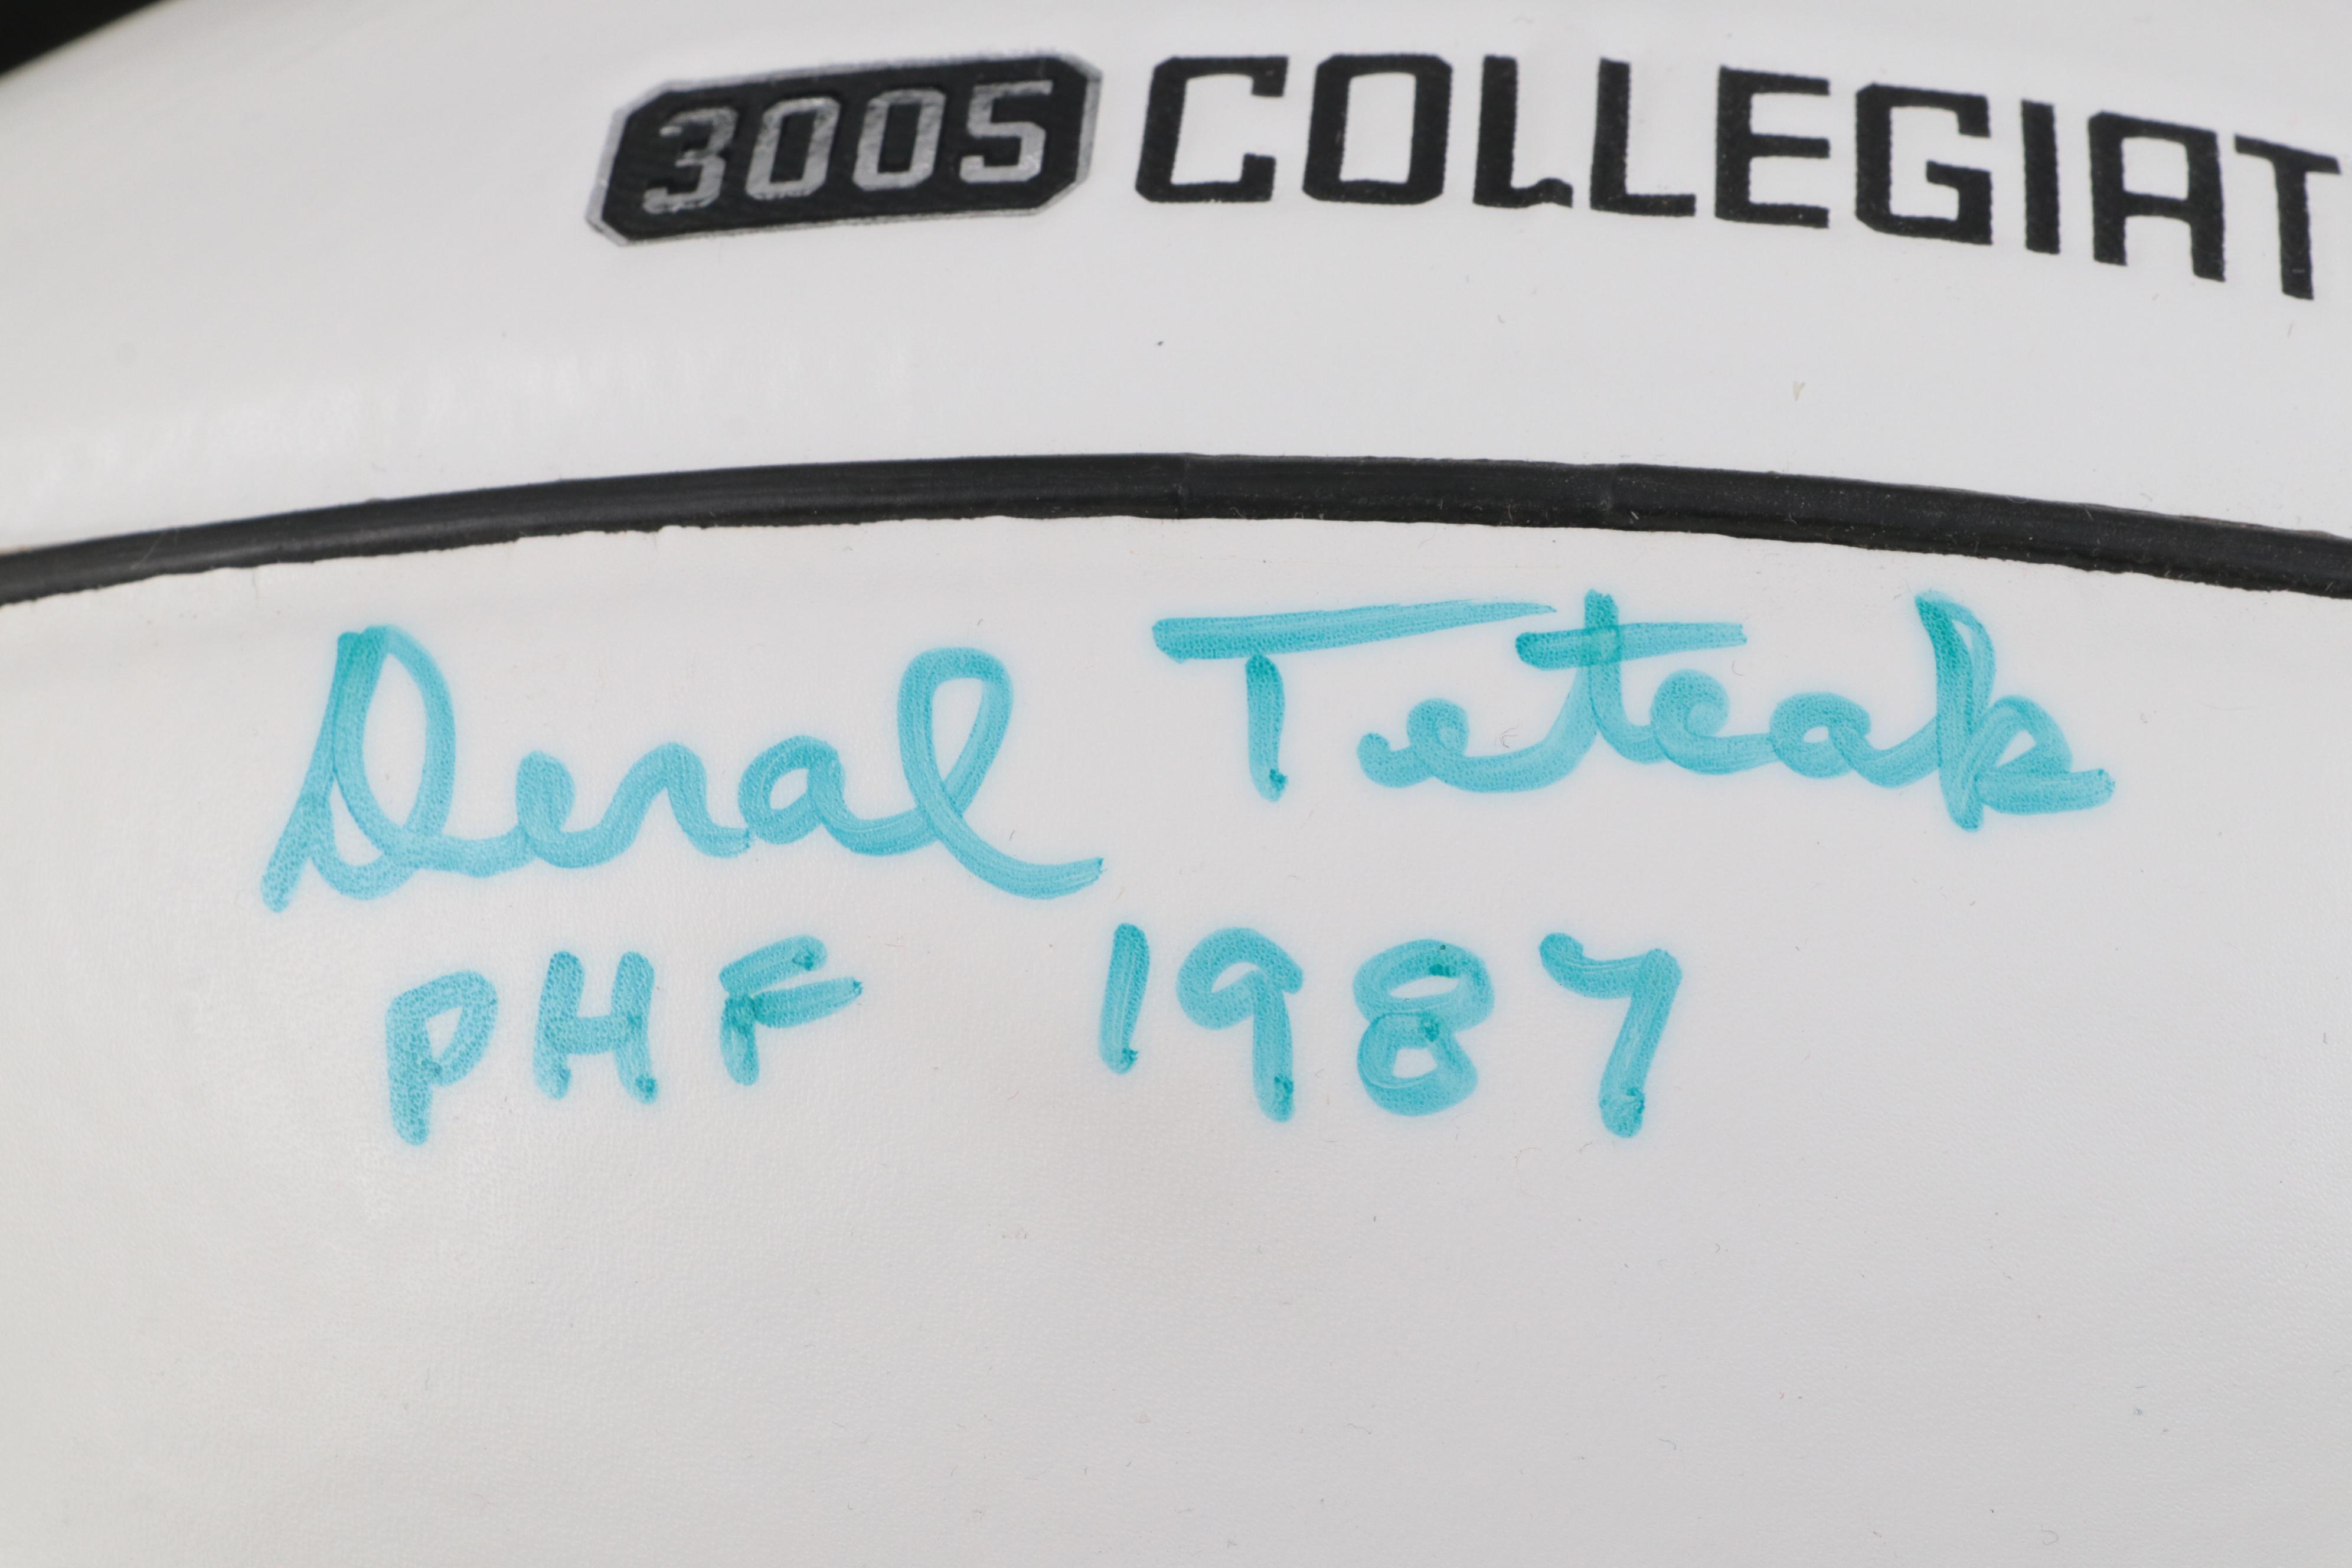 3005 COLLEGIAT
Deral Teteak
PHF 1987